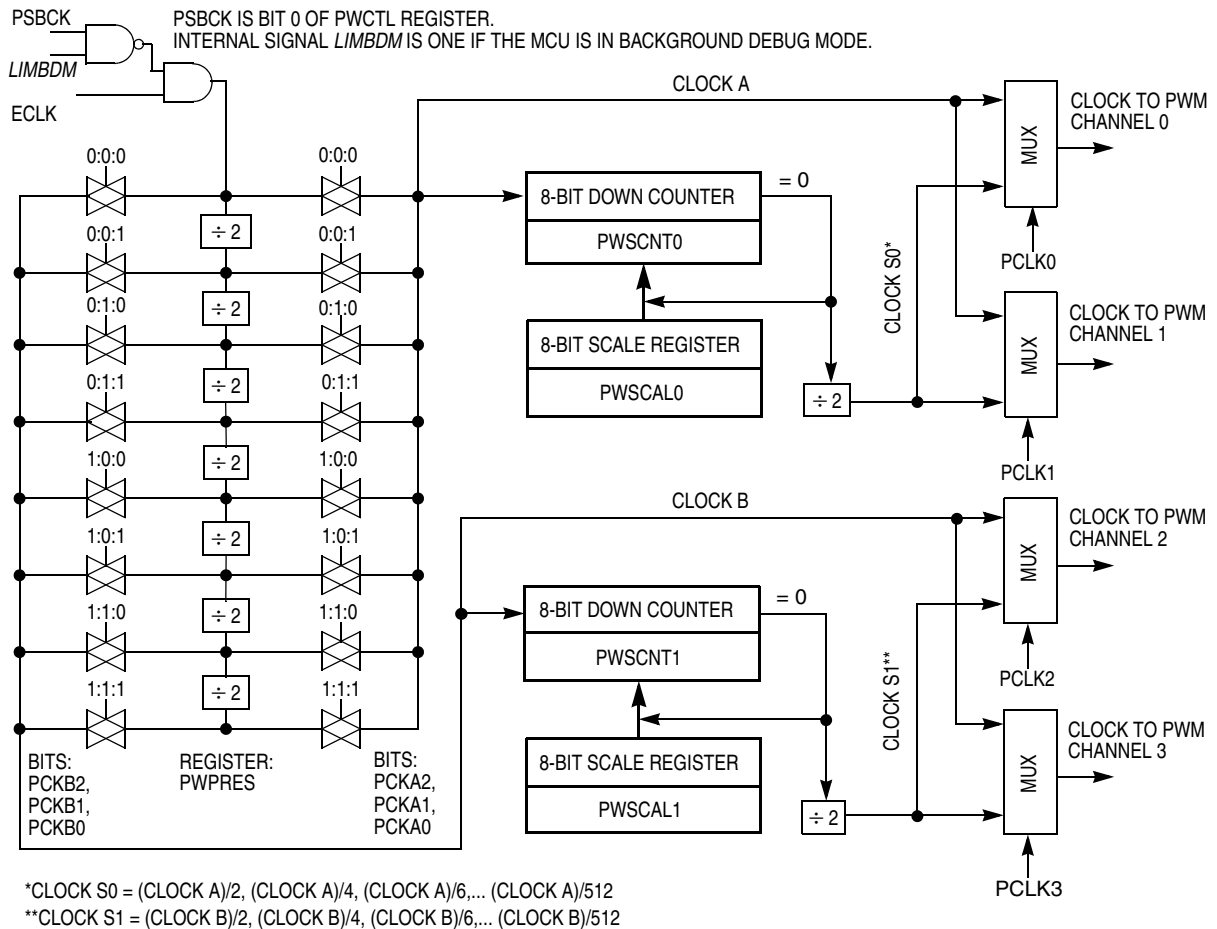 PSBCK
PSBCK IS BIT 0 OF PWCTL REGISTER.
INTERNAL SIGNAL LIMBDM IS ONE IF THE MCU IS IN BACKGROUND DEBUG MODE.
LIMBDM
ECLK
CLOCK A
CLOCK TO PWM
CHANNEL 0
MUX
PCLK0
0:0:0
0:0:0
÷ 2
0:0:1
0:0:1
÷ 2
0:1:0
0:1:0
÷ 2
0:1:1
0:1:1
÷ 2
1:0:0
1:0:0
÷ 2
1:0:1
1:0:1
÷ 2
1:1:0
1:1:0
÷ 2
1:1:1
1:1:1
8-BIT DOWN COUNTER
= 0
PWSCNT0
8-BIT SCALE REGISTER
PWSCAL0
÷ 2
CLOCK S0*
CLOCK TO PWM
CHANNEL 1
MUX
PCLK1
CLOCK B
CLOCK TO PWM
CHANNEL 2
MUX
PCLK2
8-BIT DOWN COUNTER
= 0
PWSCNT1
8-BIT SCALE REGISTER
PWSCAL1
÷ 2
CLOCK S1**
CLOCK TO PWM
CHANNEL 3
MUX
PCLK3
BITS:
PCKB2,
PCKB1,
PCKB0
REGISTER:
PWPRES
BITS:
PCKA2,
PCKA1,
PCKA0
*CLOCK S0 = (CLOCK A)/2, (CLOCK A)/4, (CLOCK A)/6,... (CLOCK A)/512
**CLOCK S1 = (CLOCK B)/2, (CLOCK B)/4, (CLOCK B)/6,... (CLOCK B)/512